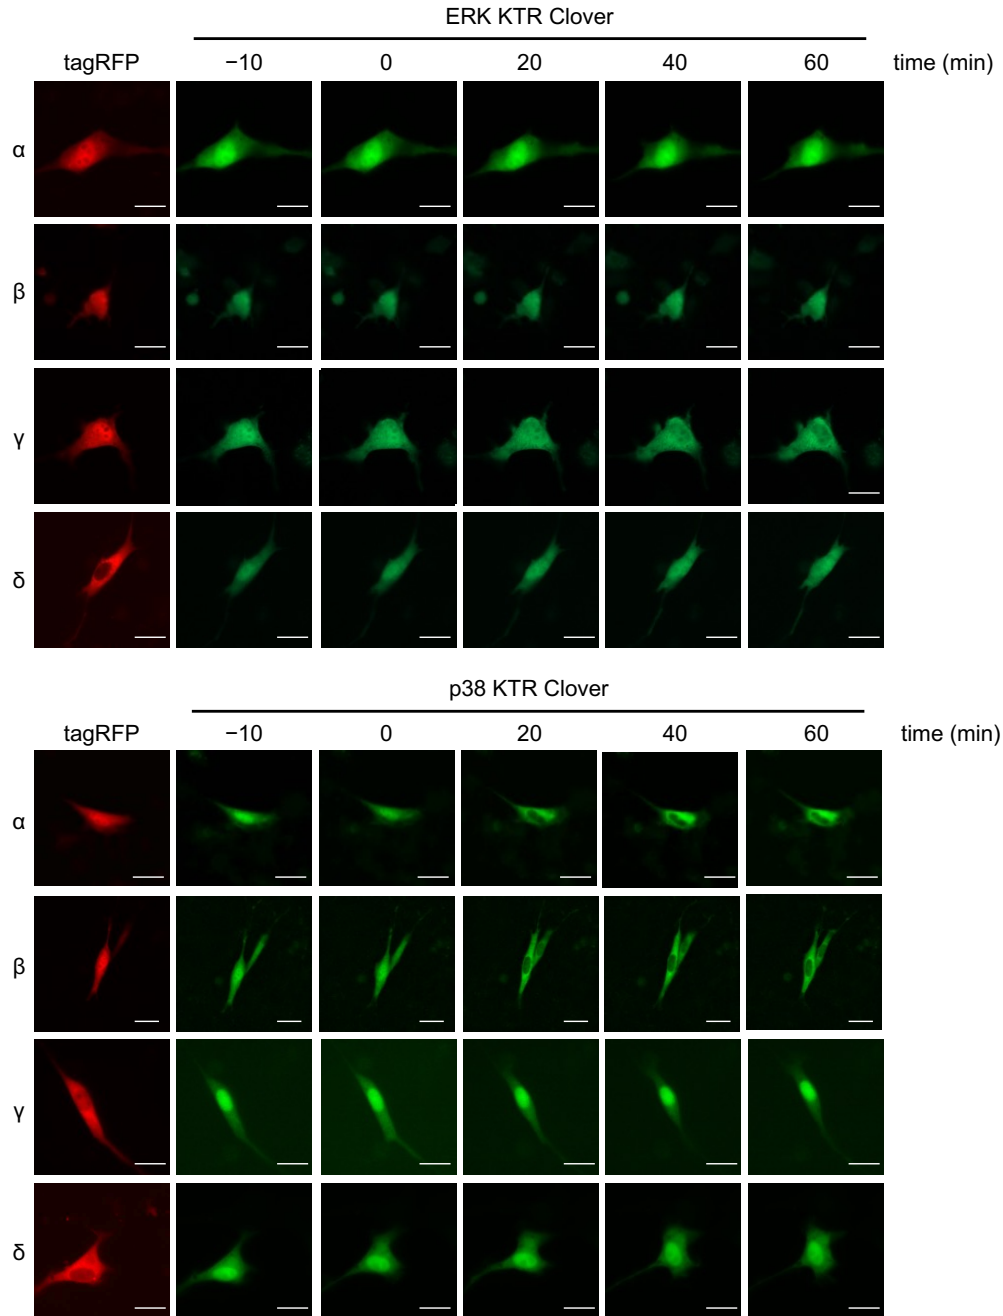 ERK KTR Clover
tagRFP −10 0 20 40 60 time (min)
α
β
γ
δ
p38 KTR Clover
tagRFP −10 0 20 40 60 time (min)
α
β
γ
δ